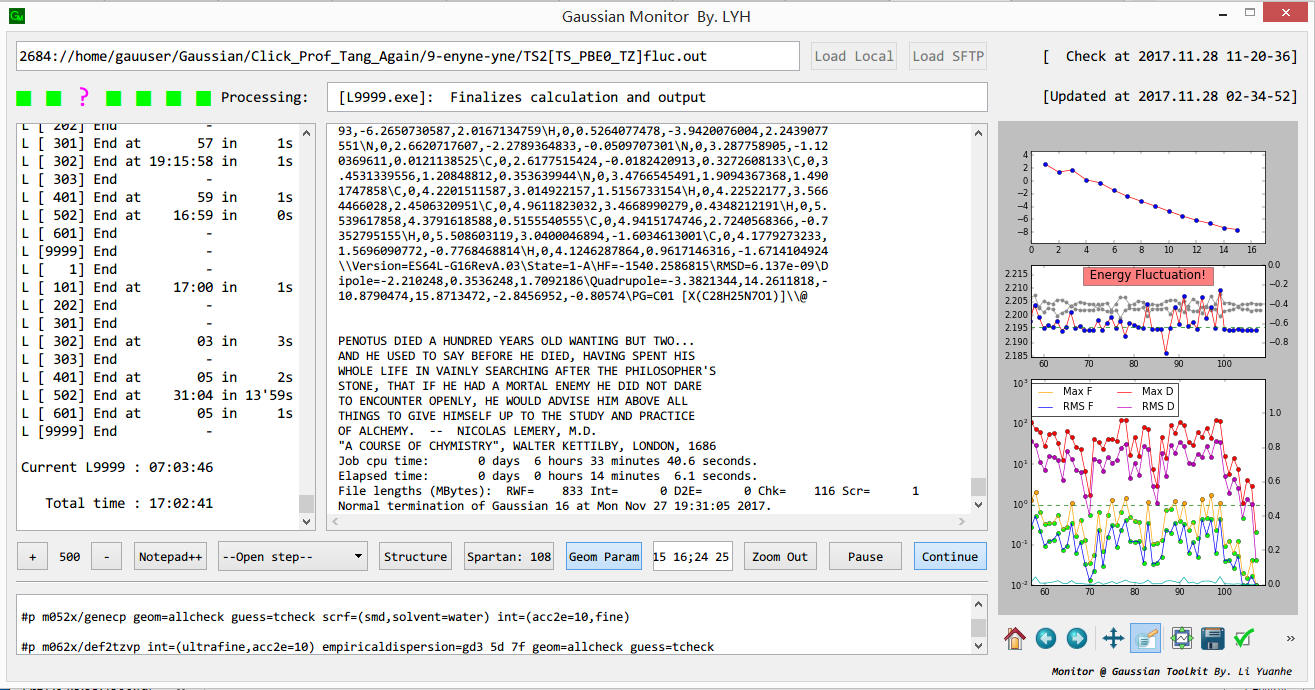 Gaussian Monitor By. LYH
2684://home/gauuser/Gaussian/Click_Prof_Tang_Again/9-enyne-yne/TS2[TS_PBE0_TZ]fluc.out
Load Local
Load SFTP
[ Check at 2017.11.28 11-20-36]
? Processing:
[L9999.exe]: Finalizes calculation and output
[Updated at 2017.11.28 02-34-52]
L [ 202] End -
L [ 301] End at 57 in 1s
L [ 302] End at 19:15:58 in 1s
L [ 303] End -
L [ 401] End at 59 in 1s
L [ 502] End at 16:59 in 0s
L [ 601] End -
L [9999] End -
L [ 1] End -
L [ 101] End at 17:00 in 1s
L [ 202] End -
L [ 301] End -
L [ 302] End at 03 in 3s
L [ 303] End -
L [ 401] End at 05 in 2s
L [ 502] End at 31:04 in 13'59s
L [ 601] End at 05 in 1s
L [9999] End -
Current L9999 : 07:03:46
Total time : 17:02:41
93,-6.2650730587,2.0167134759\H,0,0.5264077478,-3.9420076004,2.2439077
551\N,0,2.6620717607,-2.2789364833,-0.0509707301\N,0,3.287758905,-1.12
0369611,0.0121138525\C,0,2.6177515424,-0.0182420913,0.3272608133\C,0,3
.4531339556,1.20848812,0.353639944\N,0,3.4766545491,1.9094367368,1.490
1747858\C,0,4.2201511587,3.014922157,1.5156733154\H,0,4.22522177,3.566
4466028,2.4506320951\C,0,4.9611823032,3.4668990279,0.4348212191\H,0,5.
539617858,4.3791618588,0.5155540555\C,0,4.9415174746,2.7240568366,-0.7
352795155\H,0,5.508603119,3.0400046894,-1.6034613001\C,0,4.1779273233,
1.5696090772,-0.7768468814\H,0,4.1246287864,0.9617146316,-1.6714104924
\\Version=ES64L-G16RevA.03\State=1-A\HF=-1540.2586815\RMSD=6.137e-09\D
ipole=-2.210248,0.3536248,1.7092186\Quadrupole=-3.3821344,14.2611818,-
10.8790474,15.8713472,-2.8456952,-0.80574\PG=C01 [X(C28H25N7O1)]\\@
PENOTUS DIED A HUNDRED YEARS OLD WANTING BUT TWO...
AND HE USED TO SAY BEFORE HE DIED, HAVING SPENT HIS
WHOLE LIFE IN VAINLY SEARCHING AFTER THE PHILOSOPHER'S
STONE, THAT IF HE HAD A MORTAL ENEMY HE DID NOT DARE
TO ENCOUNTER OPENLY, HE WOULD ADVISE HIM ABOVE ALL
THINGS TO GIVE HIMSELF UP TO THE STUDY AND PRACTICE
OF ALCHEMY. -- NICOLAS LEMERY, M.D.
"A COURSE OF CHYMISTRY", WALTER KETTILBY, LONDON, 1686
Job cpu time: 0 days 6 hours 33 minutes 40.6 seconds.
Elapsed time: 0 days 0 hours 14 minutes 6.1 seconds.
File lengths (MBytes): RWF= 833 Int= 0 D2E= 0 Chk= 116 Scr= 1
Normal termination of Gaussian 16 at Mon Nov 27 19:31:05 2017.
4
2
0
−2
−4
−6
−8
0 2 4 6 8 10 12 14 16
Energy Fluctuation!
2.215
2.210
2.205
2.200
2.195
2.190
2.185
0.0
−0.2
−0.4
−0.6
−0.8
60 70 80 90 100
Max F Max D
RMS F RMS D
10³
10²
10¹
10⁰
10⁻¹
10⁻²
1.0
0.8
0.6
0.4
0.2
0.0
60 70 80 90 100
+ 500 - Notepad++ --Open step-- Structure Spartan: 108 Geom Param 15 16;24 25 Zoom Out Pause Continue
#p m052x/genecp geom=allcheck guess=tcheck scrf=(smd,solvent=water) int=(acc2e=10,fine)
#p m062x/def2tzvp int=(ultrafine,acc2e=10) empiricaldispersion=gd3 5d 7f geom=allcheck guess=tcheck
»
Monitor @ Gaussian Toolkit By. Li Yuanhe